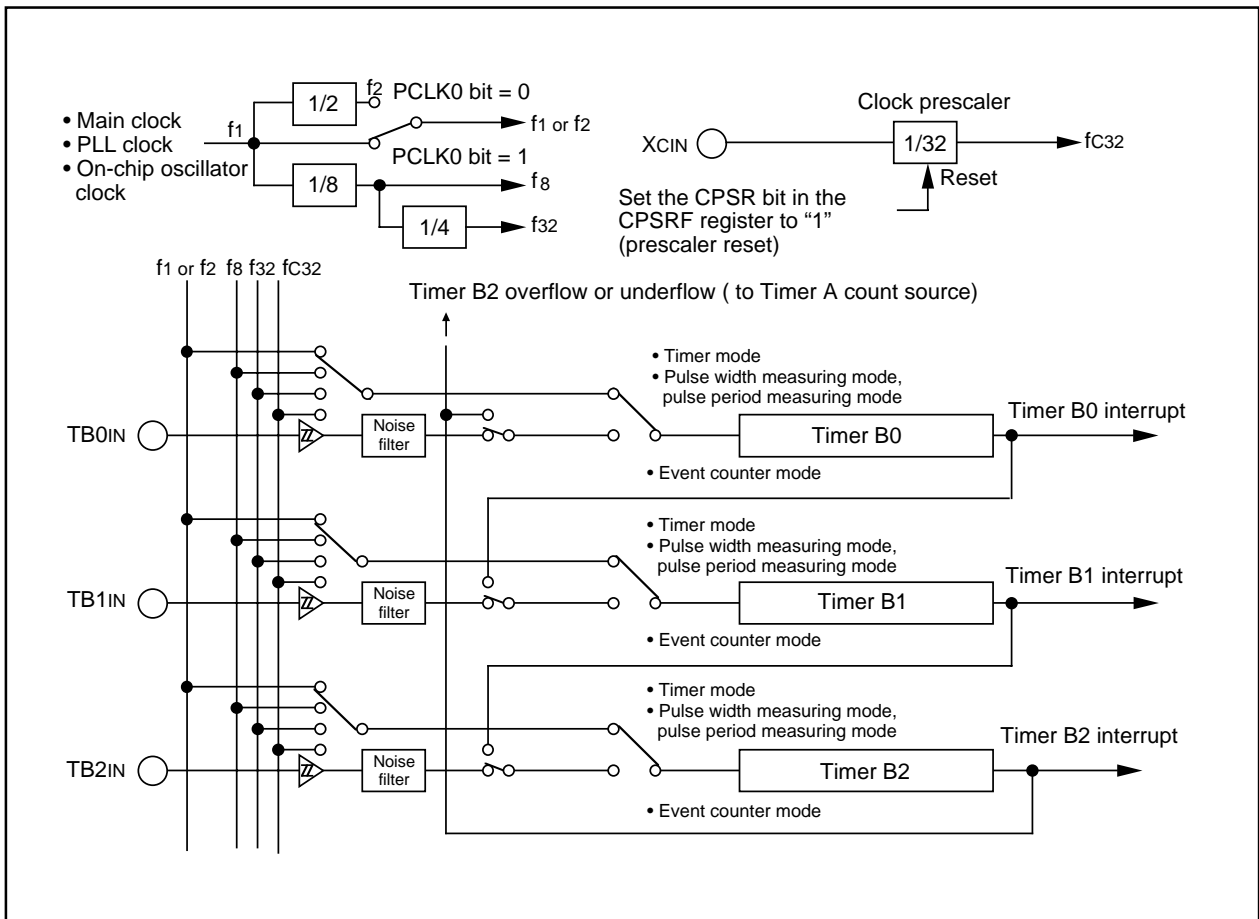 • Main clock
• PLL clock
• On-chip oscillator
clock
f1
1/2
f2
PCLK0 bit = 0
f1 or f2
PCLK0 bit = 1
1/8
f8
1/4
f32
Clock prescaler
XCIN
1/32
fC32
Reset
Set the CPSR bit in the
CPSRF register to “1”
(prescaler reset)
f1 or f2 f8 f32 fC32
Timer B2 overflow or underflow ( to Timer A count source)
• Timer mode
• Pulse width measuring mode,
pulse period measuring mode
TB0IN
Noise
filter
Timer B0
Timer B0 interrupt
• Event counter mode
• Timer mode
• Pulse width measuring mode,
pulse period measuring mode
TB1IN
Noise
filter
Timer B1
Timer B1 interrupt
• Event counter mode
• Timer mode
• Pulse width measuring mode,
pulse period measuring mode
TB2IN
Noise
filter
Timer B2
Timer B2 interrupt
• Event counter mode